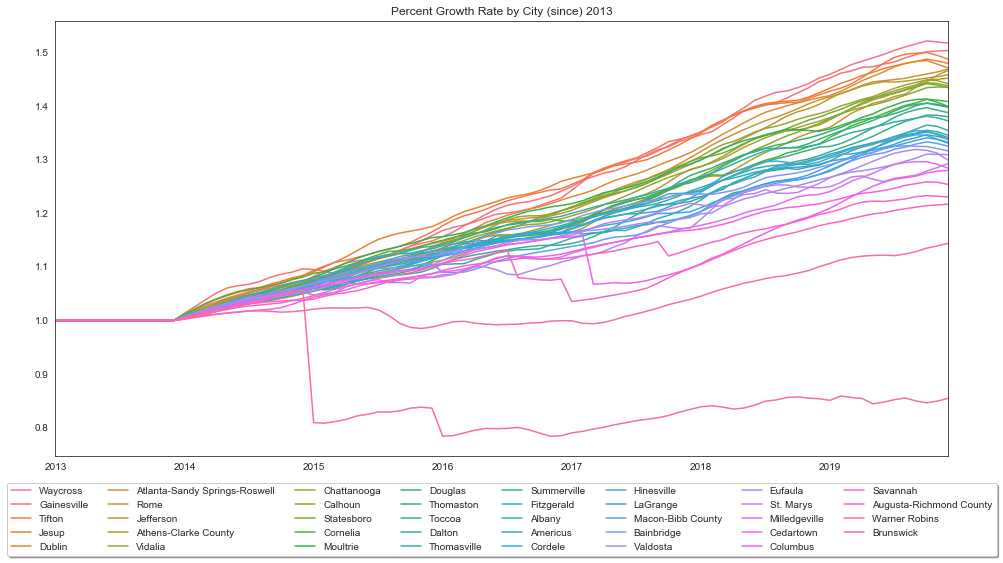 Percent Growth Rate by City (since) 2013
1.5
1.4
1.3
1.2
1.1
1.0
0.9
0.8
2013 2014 2015 2016 2017 2018 2019
Waycross Atlanta-Sandy Springs-Roswell Chattanooga Douglas Summerville Hinesville Eufaula Savannah
Gainesville Rome Calhoun Thomaston Fitzgerald LaGrange St. Marys Augusta-Richmond County
Tifton Jefferson Statesboro Toccoa Albany Macon-Bibb County Milledgeville Warner Robins
Jesup Athens-Clarke County Cornelia Dalton Americus Bainbridge Cedartown Brunswick
Dublin Vidalia Moultrie Thomasville Cordele Valdosta Columbus